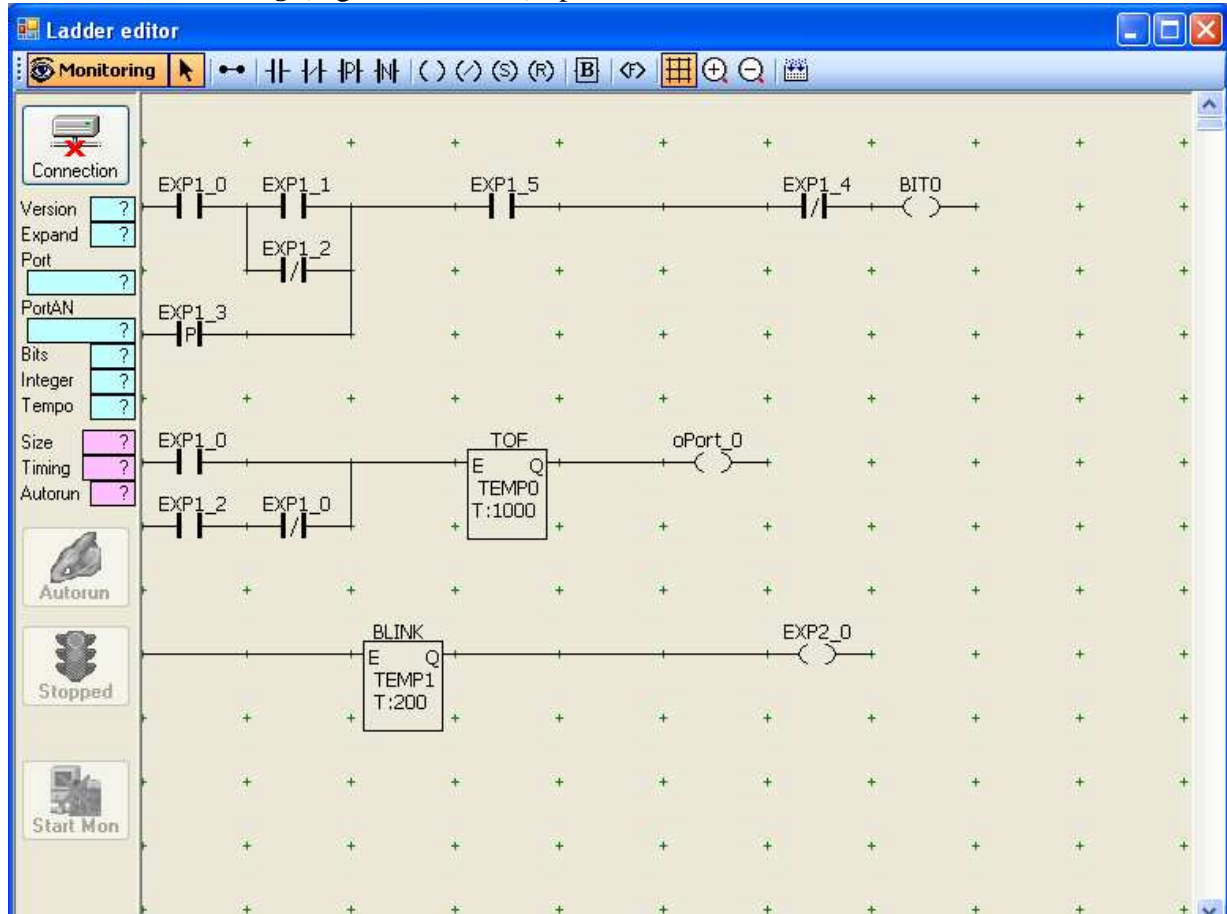 Ladder editor
Monitoring P N ( ) (/) (S) (R) B F
Connection
Version ?
Expand ?
Port
?
PortAN
?
Bits ?
Integer ?
Tempo ?
Size ?
Timing ?
Autorun ?
Autorun
Stopped
Start Mon
EXP1_0 EXP1_1 EXP1_5 EXP1_4 BIT0
EXP1_2
EXP1_3
P
EXP1_0 TOF oPort_0
E Q
TEMP0
EXP1_2 EXP1_0 T:1000
BLINK EXP2_0
E Q
TEMP1
T:200